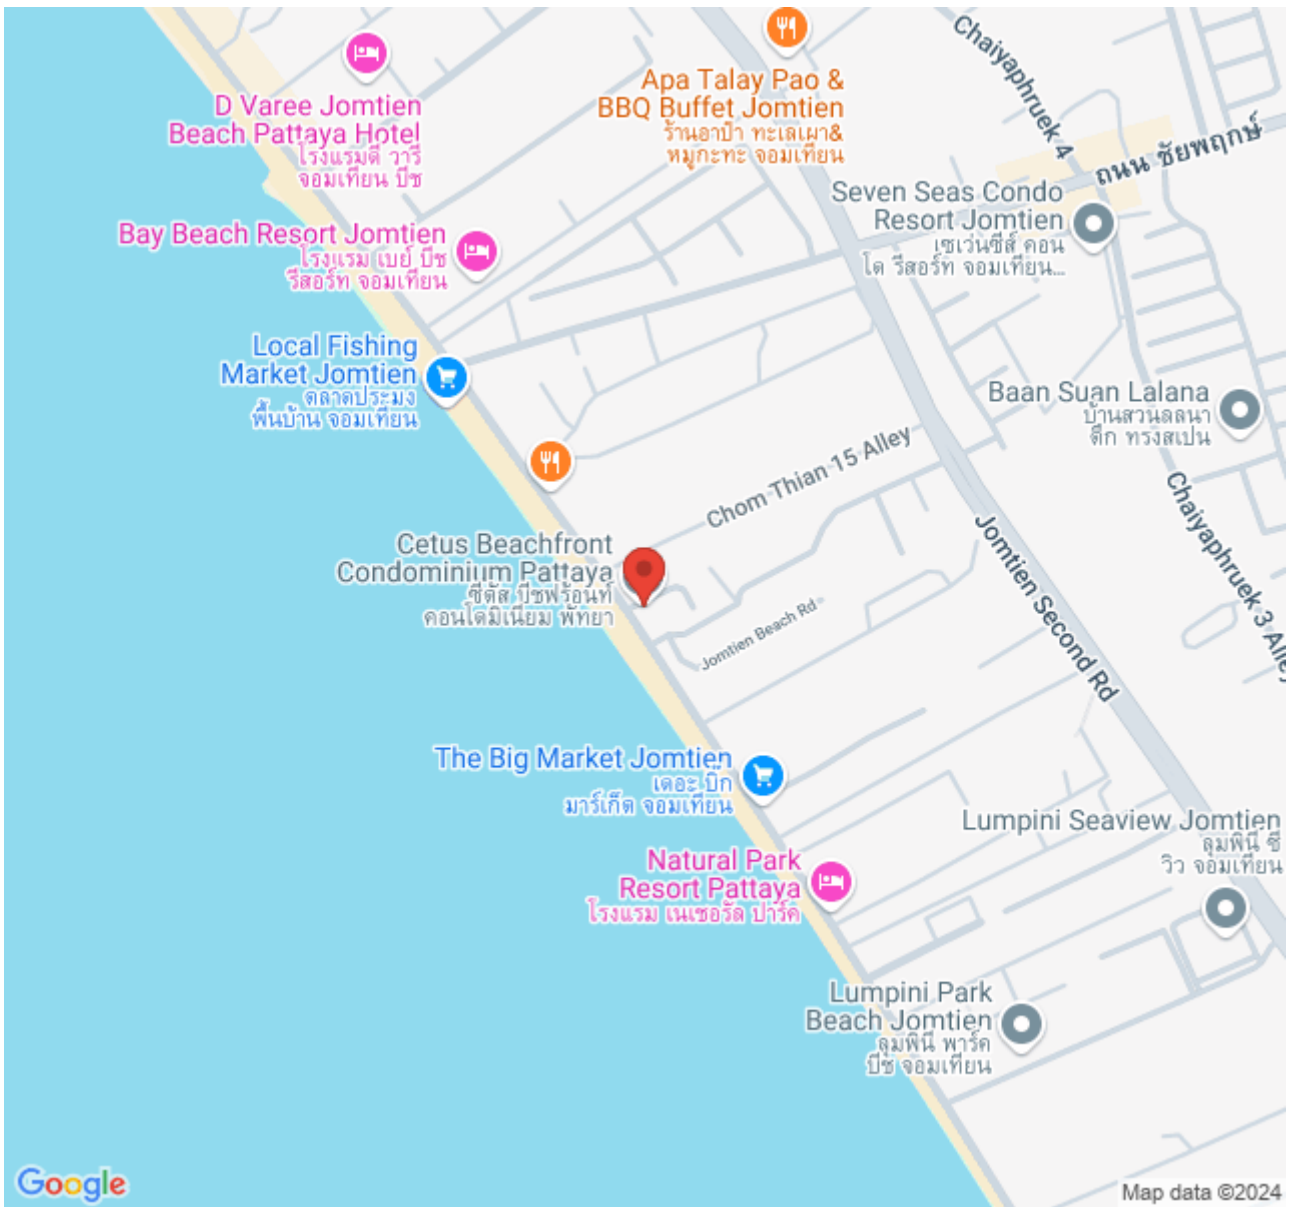 D Varee Jomtien
Beach Pattaya Hotel
โรงแรมดี วารี
จอมเทียน บีช
Apa Talay Pao &
BBQ Buffet Jomtien
ร้านอาป๋า ทะเลเผา&
หมูกะทะ จอมเทียน
Chaiyaphruek 4
ถนน ชัยพฤกษ์
Seven Seas Condo
Resort Jomtien
เซเว่นซีส์ คอน
โด รีสอร์ท จอมเทียน...
Bay Beach Resort Jomtien
โรงแรม เบย์ บีช
รีสอร์ท จอมเทียน
Local Fishing
Market Jomtien
ตลาดประมง
พื้นบ้าน จอมเทียน
Baan Suan Lalana
บ้านสวนลลนา
ตึก ทรงสเปน
Chom Thian 15 Alley
Chaiyaphruek 3 Alley
Jomtien Second Rd
Cetus Beachfront
Condominium Pattaya
ซีตัส บีชฟร้อนท์
คอนโดมิเนียม พัทยา
Jomtien Beach Rd
The Big Market Jomtien
เดอะ บิ๊ก
มาร์เก็ต จอมเทียน
Lumpini Seaview Jomtien
ลุมพินี ซี
วิว จอมเทียน
Natural Park
Resort Pattaya
โรงแรม เนเชอรัล ปาร์ค
Lumpini Park
Beach Jomtien
ลุมพินี พาร์ค
บีช จอมเทียน
Google
Map data ©2024